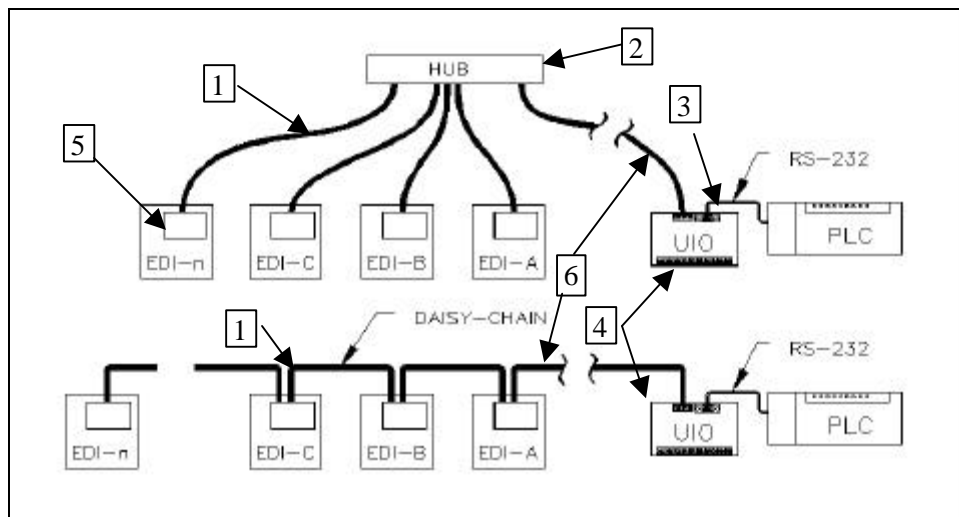 HUB
2
1
3
5
RS-232
EDI-n
EDI-C
EDI-B
EDI-A
UIO
PLC
6
4
1
DAISY-CHAIN
RS-232
EDI-n
EDI-C
EDI-B
EDI-A
UIO
PLC